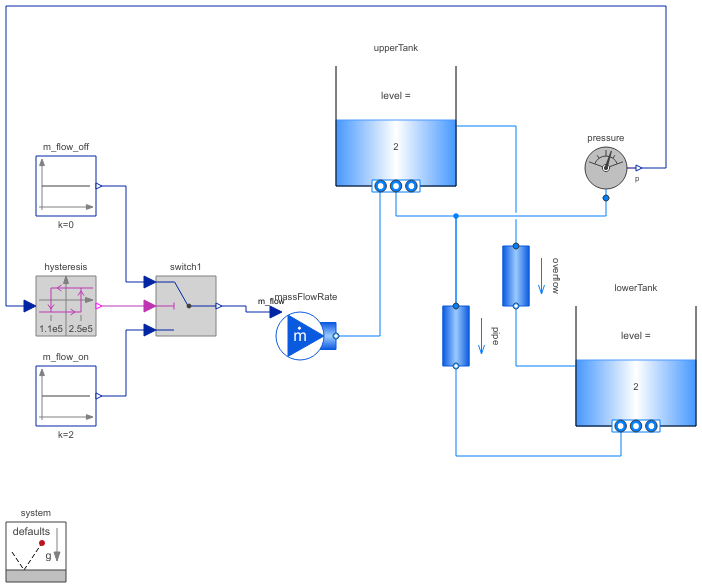 upperTank
level =
2
pressure
p
m_flow_off
k=0
hysteresis
1.1e5 2.5e5
switch1
m_flow
massFlowRate
ṁ
overflow
pipe
lowerTank
level =
2
m_flow_on
k=2
system
defaults
g